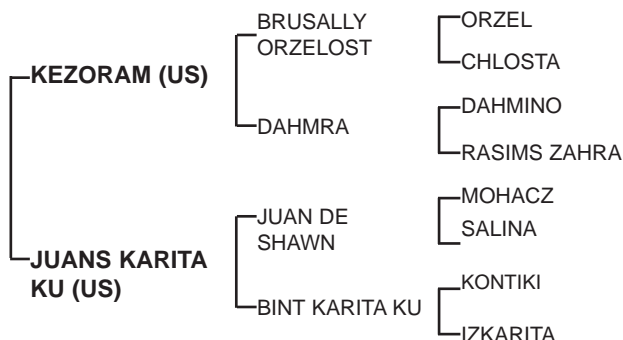 BRUSALLY
ORZELOST
ORZEL
CHLOSTA
KEZORAM (US)
DAHMRA
DAHMINO
RASIMS ZAHRA
JUAN DE
SHAWN
MOHACZ
SALINA
JUANS KARITA
KU (US)
BINT KARITA KU
KONTIKI
IZKARITA